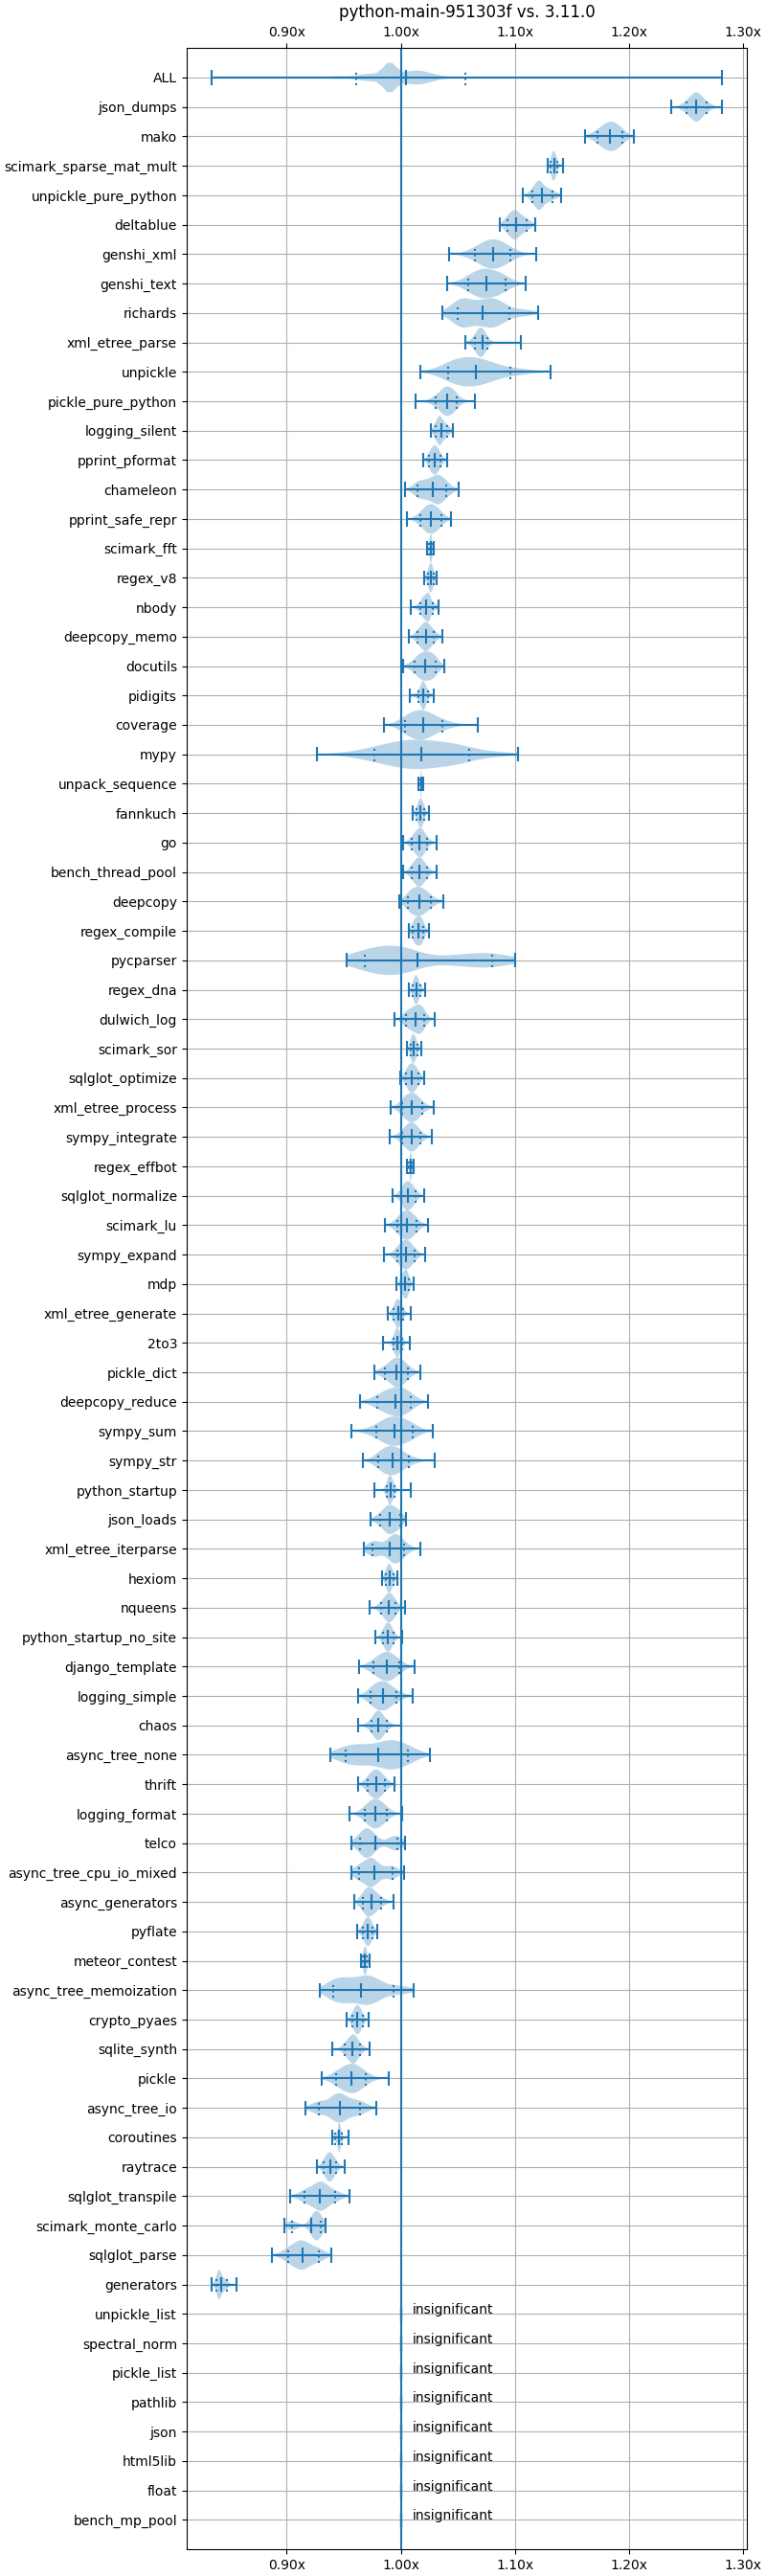 python-main-951303f vs. 3.11.0
0.90x 1.00x 1.10x 1.20x 1.30x
ALL
json_dumps
mako
scimark_sparse_mat_mult
unpickle_pure_python
deltablue
genshi_xml
genshi_text
richards
xml_etree_parse
unpickle
pickle_pure_python
logging_silent
pprint_pformat
chameleon
pprint_safe_repr
scimark_fft
regex_v8
nbody
deepcopy_memo
docutils
pidigits
coverage
mypy
unpack_sequence
fannkuch
go
bench_thread_pool
deepcopy
regex_compile
pycparser
regex_dna
dulwich_log
scimark_sor
sqlglot_optimize
xml_etree_process
sympy_integrate
regex_effbot
sqlglot_normalize
scimark_lu
sympy_expand
mdp
xml_etree_generate
2to3
pickle_dict
deepcopy_reduce
sympy_sum
sympy_str
python_startup
json_loads
xml_etree_iterparse
hexiom
nqueens
python_startup_no_site
django_template
logging_simple
chaos
async_tree_none
thrift
logging_format
telco
async_tree_cpu_io_mixed
async_generators
pyflate
meteor_contest
async_tree_memoization
crypto_pyaes
sqlite_synth
pickle
async_tree_io
coroutines
raytrace
sqlglot_transpile
scimark_monte_carlo
sqlglot_parse
generators
unpickle_list insignificant
spectral_norm insignificant
pickle_list insignificant
pathlib insignificant
json insignificant
html5lib insignificant
float insignificant
bench_mp_pool insignificant
0.90x 1.00x 1.10x 1.20x 1.30x